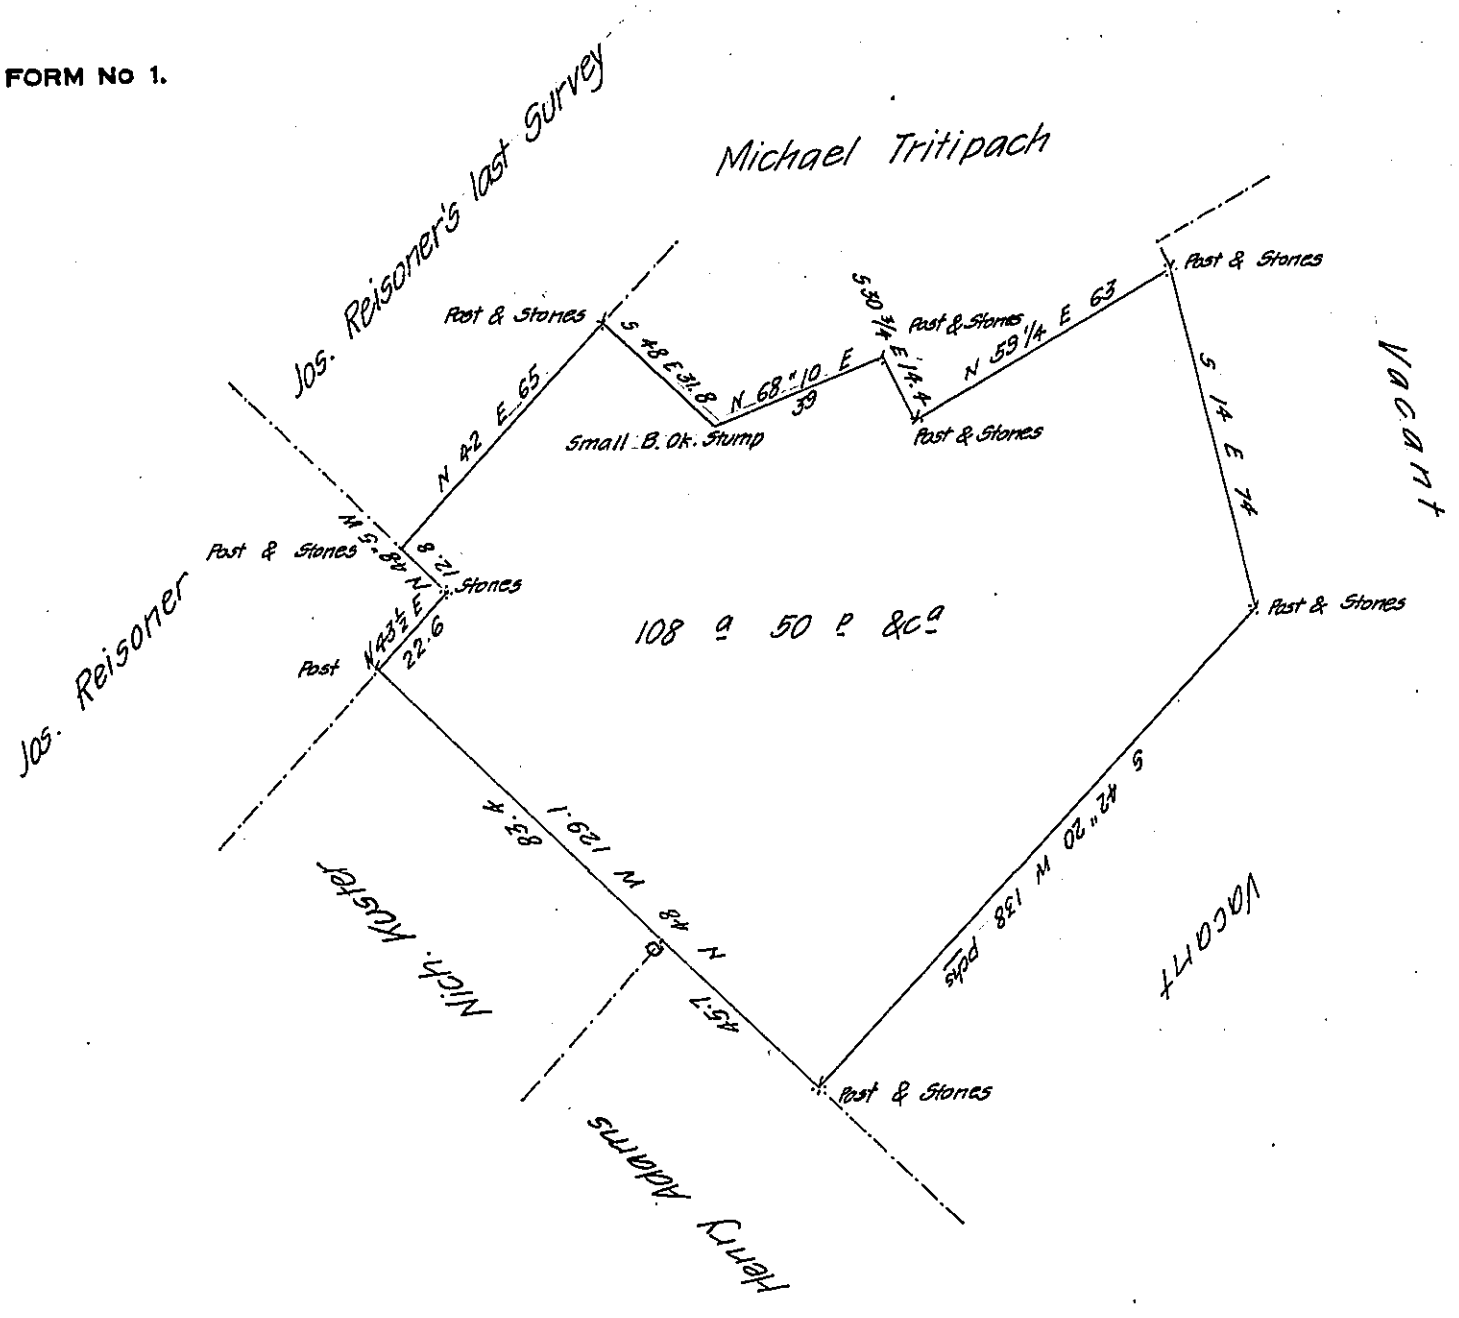 FORM No 1.
Jos. Reisoner's last Survey
Michael Tritipach
Post & Stones
Post & Stones
S 48 E 31.8
N 68"10 E
39
S 30 3/4 E 14.4
Post & Stones
N 59 1/4 E 63
Vacant
N 42 E 65
Small B. Ok. Stump
Post & Stones
S 14 E 74
Post & Stones
N 48"5 W
12.8
Stones
Jos. Reisoner
N 43 1/2 E
22.6
Post
108 a 50 p &ca
Post & Stones
S 42"20 W 138 pchs
N 48 W 129.1
83.4
45.7
Nich. Kuster
Vacant
Post & Stones
Henry Adams